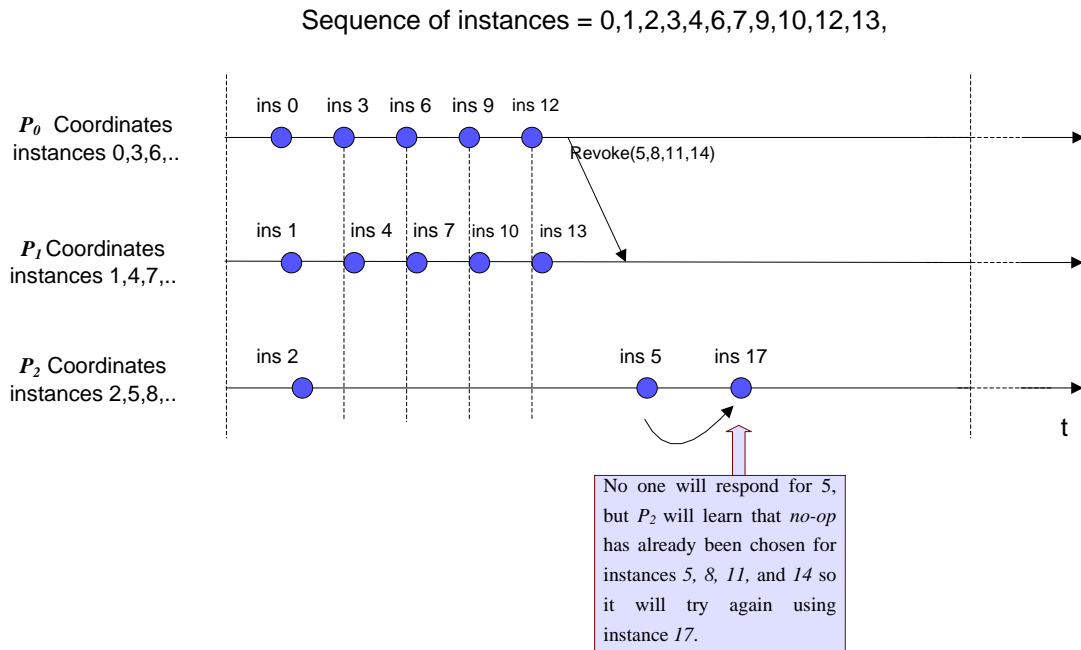 Sequence of instances = 0,1,2,3,4,6,7,9,10,12,13,
ins 0
ins 3
ins 6
ins 9
ins 12
P0 Coordinates
instances 0,3,6,..
Revoke(5,8,11,14)
ins 1
ins 4
ins 7
ins 10
ins 13
P1 Coordinates
instances 1,4,7,..
ins 2
ins 5
ins 17
P2 Coordinates
instances 2,5,8,..
t
No one will respond for 5,
but P2 will learn that no-op
has already been chosen for
instances 5, 8, 11, and 14 so
it will try again using
instance 17.